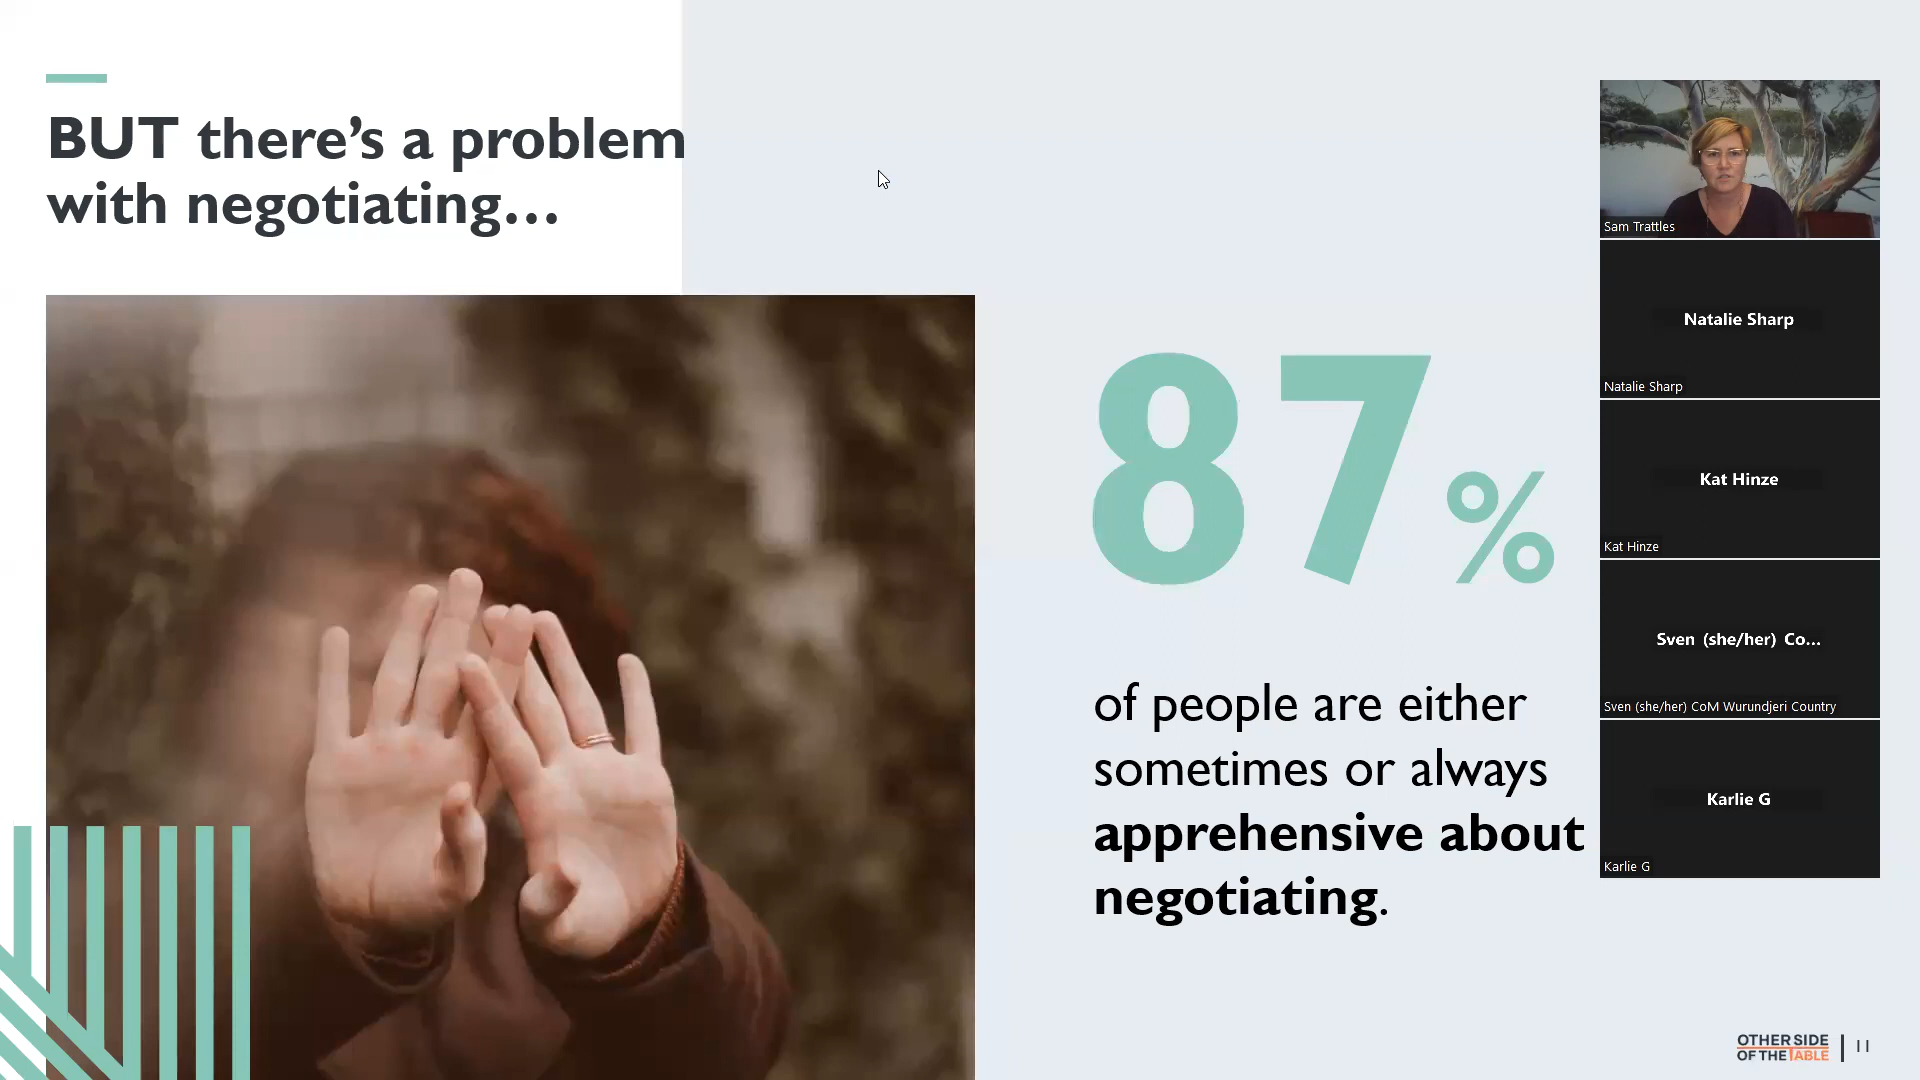 BUT there's a problem
with negotiating...
87%
of people are either
sometimes or always
apprehensive about
negotiating.
Sam Trattles
Natalie Sharp
Natalie Sharp
Kat Hinze
Kat Hinze
Sven (she/her) Co...
Sven (she/her) CoM Wurundjeri Country
Karlie G
Karlie G
OTHER SIDE
OF THE TABLE
11